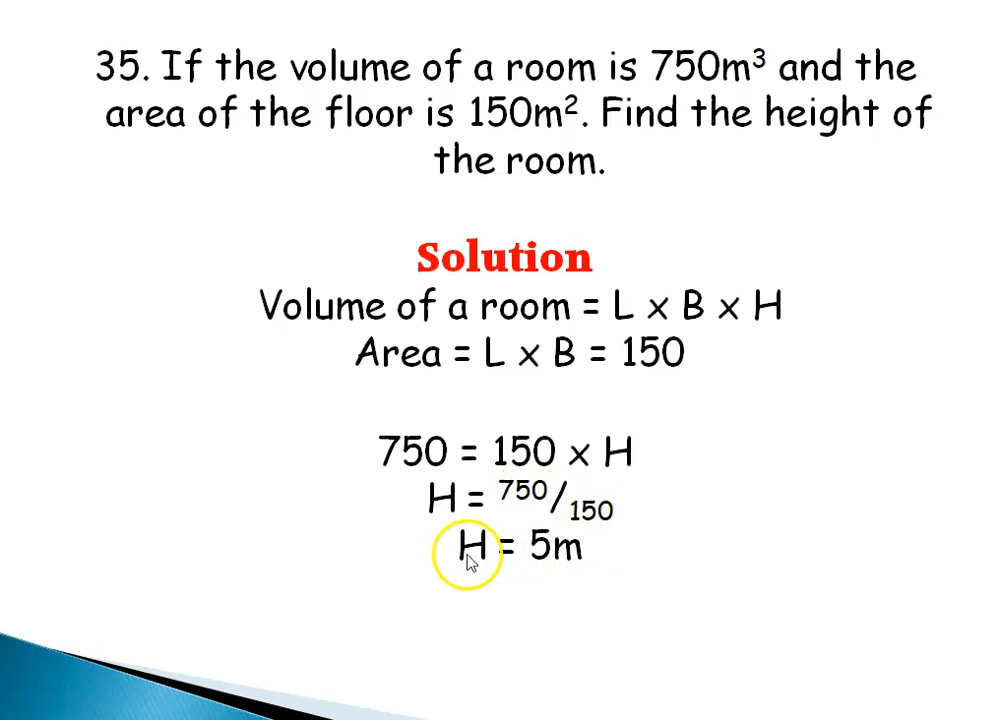 35. If the volume of a room is 750m³ and the
area of the floor is 150m². Find the height of
the room.
Solution
Volume of a room = L x B x H
Area = L x B = 150
750 = 150 x H
H = ⁷⁵⁰/₁₅₀
H = 5m